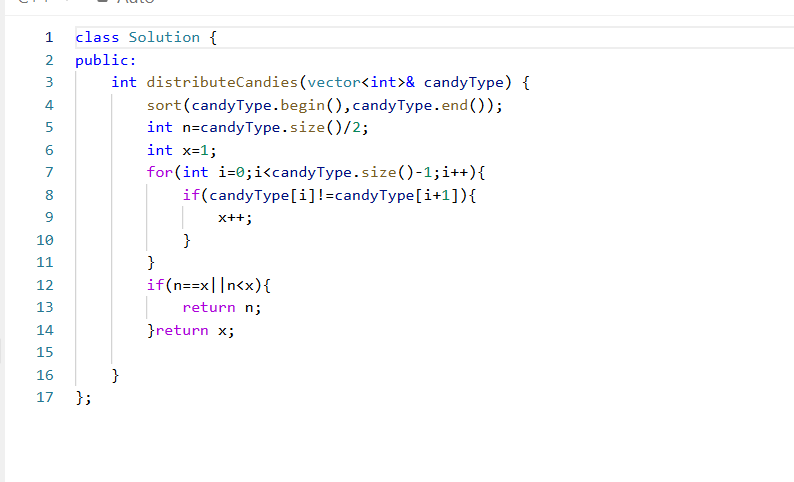 1 class Solution {
2 public:
3     int distributeCandies(vector<int>& candyType) {
4         sort(candyType.begin(),candyType.end());
5         int n=candyType.size()/2;
6         int x=1;
7         for(int i=0;i<candyType.size()-1;i++){
8             if(candyType[i]!=candyType[i+1]){
9                 x++;
10             }
11         }
12         if(n==x||n<x){
13             return n;
14         }return x;
15
16     }
17 };